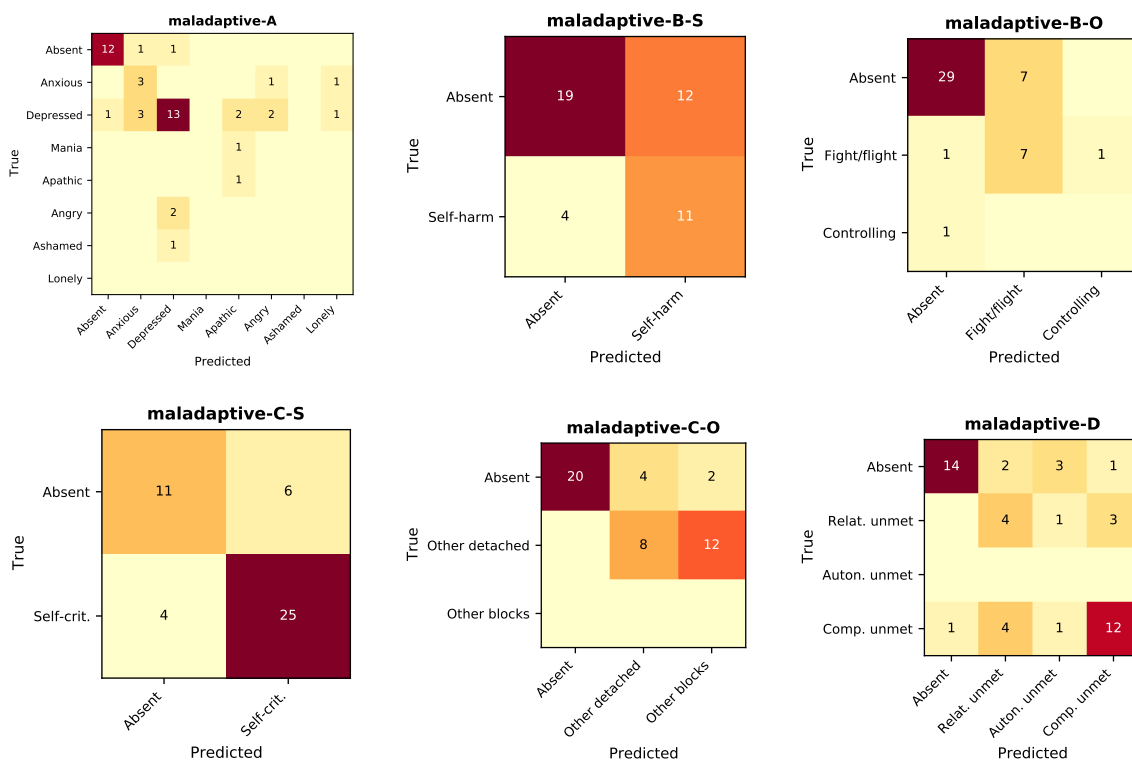 maladaptive-A
True
Absent 12 1 1
Anxious 3 1 1
Depressed 1 3 13 2 2 1
Mania 1
Apathic 1
Angry 2
Ashamed 1
Lonely
Absent Anxious Depressed Mania Apathic Angry Ashamed Lonely
Predicted
maladaptive-B-S
True
Absent 19 12
Self-harm 4 11
Absent Self-harm
Predicted
maladaptive-B-O
True
Absent 29 7
Fight/flight 1 7 1
Controlling 1
Absent Fight/flight Controlling
Predicted
maladaptive-C-S
True
Absent 11 6
Self-crit. 4 25
Absent Self-crit.
Predicted
maladaptive-C-O
True
Absent 20 4 2
Other detached 8 12
Other blocks
Absent Other detached Other blocks
Predicted
maladaptive-D
True
Absent 14 2 3 1
Relat. unmet 4 1 3
Auton. unmet
Comp. unmet 1 4 1 12
Absent Relat. unmet Auton. unmet Comp. unmet
Predicted